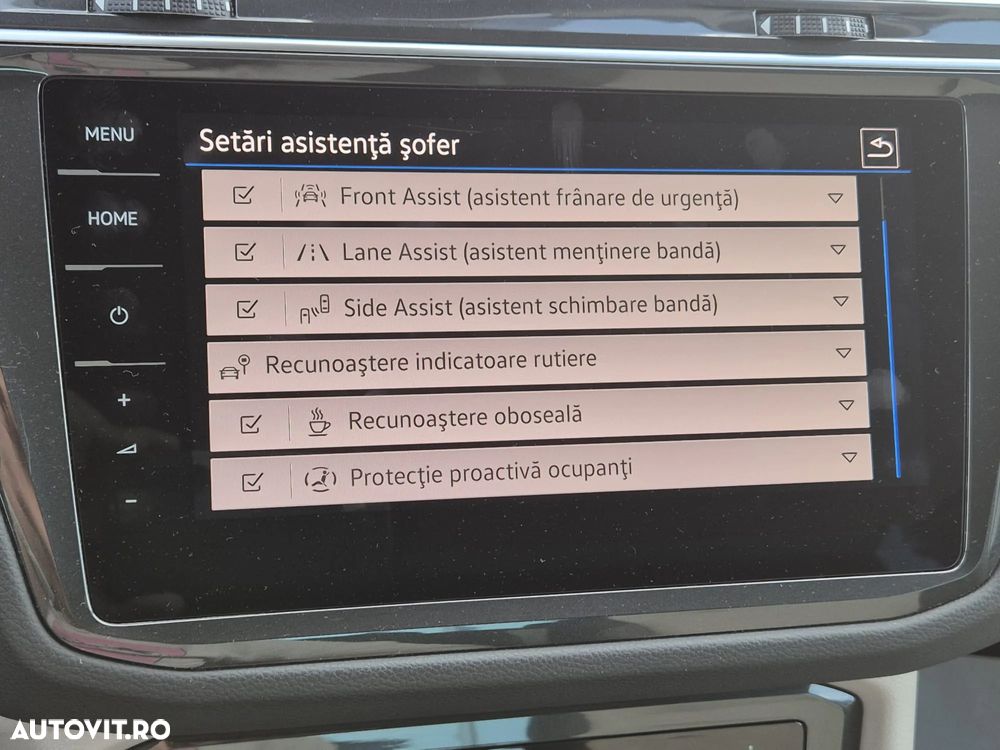 MENU
Setări asistenţă şofer
Front Assist (asistent frânare de urgenţă)
HOME
Lane Assist (asistent menţinere bandă)
Side Assist (asistent schimbare bandă)
Recunoaştere indicatoare rutiere
+
Recunoaştere oboseală
Protecţie proactivă ocupanţi
-
AUTOVIT.RO